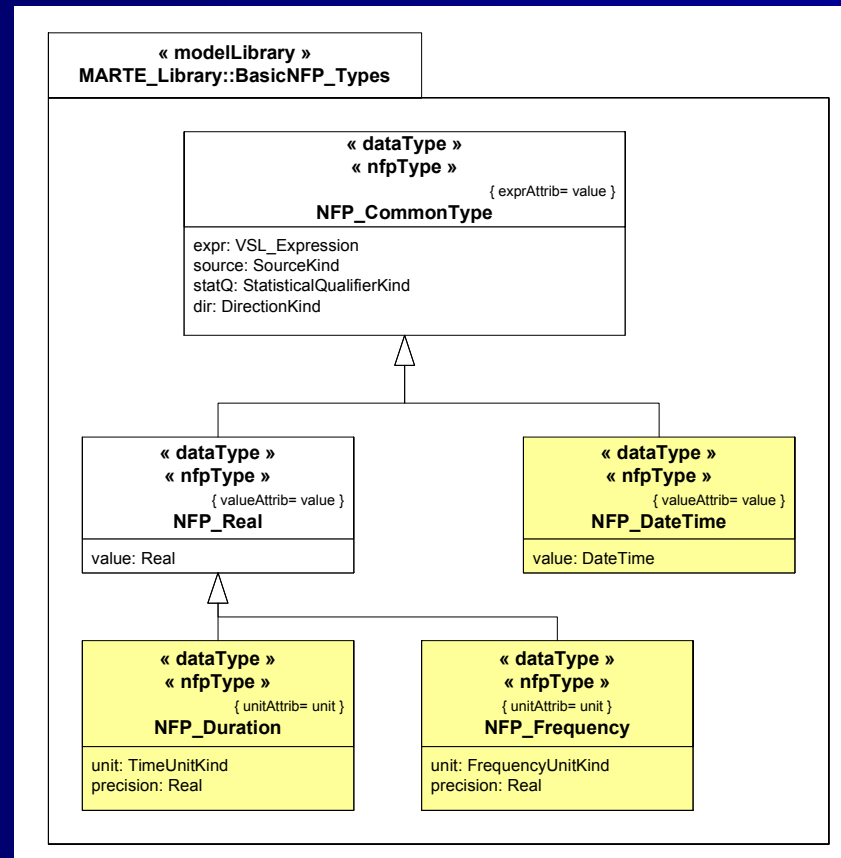 « modelLibrary »
MARTE_Library::BasicNFP_Types
« dataType »
« nfpType »
{ exprAttrib= value }
NFP_CommonType
expr: VSL_Expression
source: SourceKind
statQ: StatisticalQualifierKind
dir: DirectionKind
« dataType »
« nfpType »
{ valueAttrib= value }
NFP_Real
value: Real
« dataType »
« nfpType »
{ valueAttrib= value }
NFP_DateTime
value: DateTime
« dataType »
« nfpType »
{ unitAttrib= unit }
NFP_Duration
unit: TimeUnitKind
precision: Real
« dataType »
« nfpType »
{ unitAttrib= unit }
NFP_Frequency
unit: FrequencyUnitKind
precision: Real